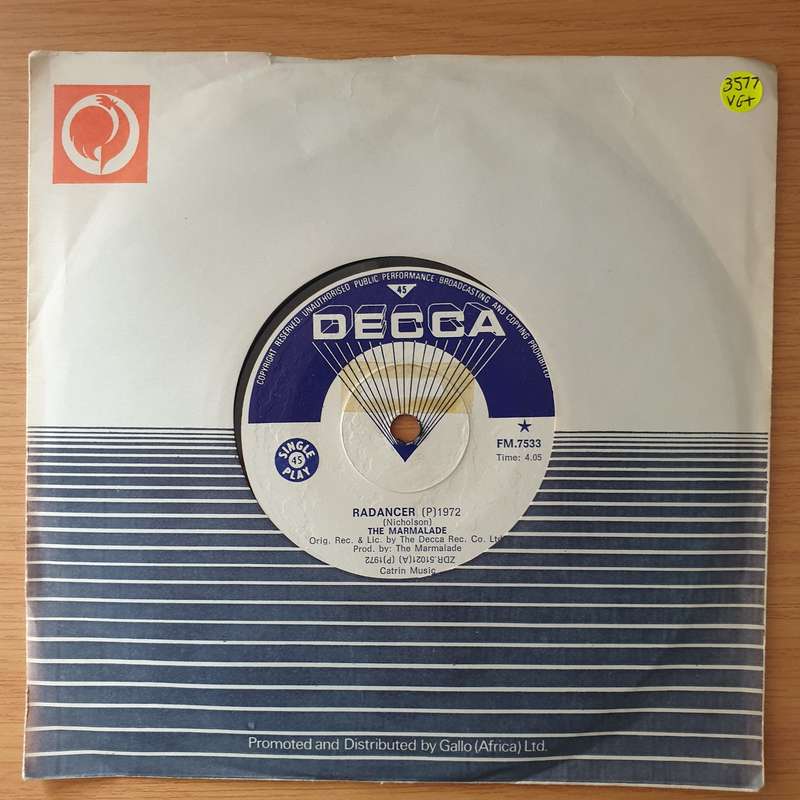 3577
VG+
COPYRIGHT RESERVED. UNAUTHORISED PUBLIC PERFORMANCE · BROADCASTING AND COPYING PROHIBITED
45
DECCA
SINGLE
45
PLAY
FM.7533
Time: 4.05
RADANCER (P)1972
(Nicholson)
THE MARMALADE
Orig. Rec. & Lic. by The Decca Rec. Co. Ltd
Prod. by: The Marmalade
ZDR.51021(A) (P)1972
Catrin Music
Promoted and Distributed by Gallo (Africa) Ltd.